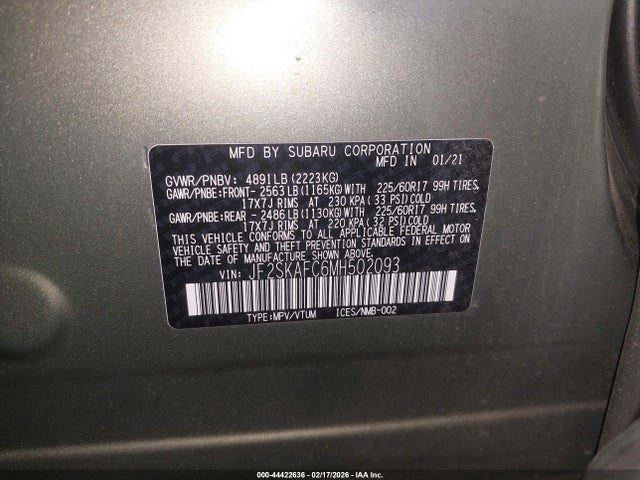 MFD BY SUBARU CORPORATION
MFD IN 01/21
GVWR/PNBV: 4891LB (2223KG)
GAWR/PNBE:FRONT- 2563LB(1165KG)WITH 225/60R17 99H TIRES,
17X7J RIMS AT 230 KPA(33 PSI)COLD
GAWR/PNBE:REAR - 2486LB(1130KG)WITH 225/60R17 99H TIRES,
17X7J RIMS AT 220 KPA(32 PSI)COLD
THIS VEHICLE CONFORMS TO ALL APPLICABLE FEDERAL MOTOR
VEHICLE SAFETY AND THEFT PREVENTION STANDARDS IN EFFECT ON
THE DATE OF MANUFACTURE SHOWN ABOVE.
VIN: JF2SKAFC6MH502093
TYPE:MPV/VTUM ICES/NMB-002
000-44422636 - 02/17/2026 - IAA Inc.